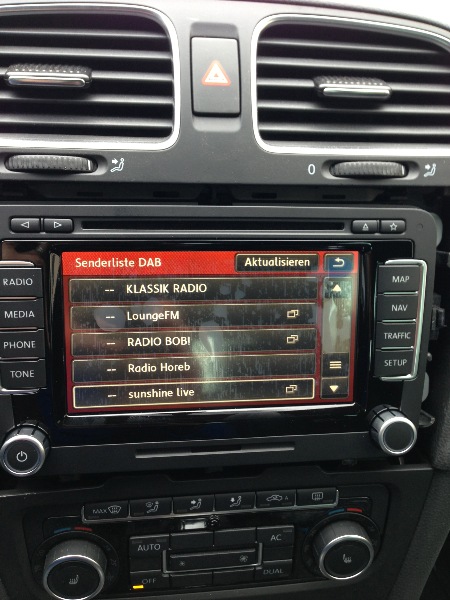 0
Senderliste DAB
Aktualisieren
-- KLASSIK RADIO
-- LoungeFM
-- RADIO BOB!
-- Radio Horeb
-- sunshine live
RADIO
MEDIA
PHONE
TONE
MAP
NAV
TRAFFIC
SETUP
MAX
A
AUTO
AC
OFF
DUAL